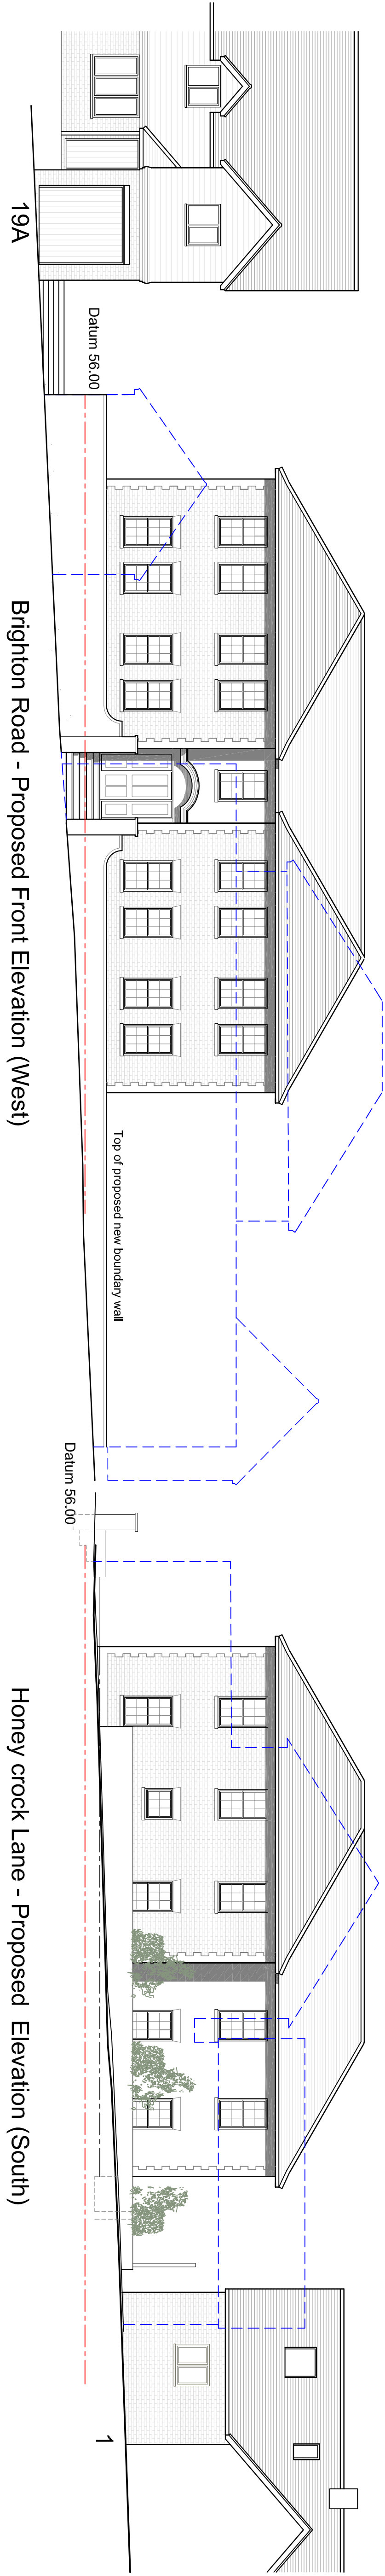 19A
Datum 56.00
Brighton Road - Proposed Front Elevation (West)
Top of proposed new boundary wall
Datum 56.00
Honey crock Lane - Proposed Elevation (South)
1